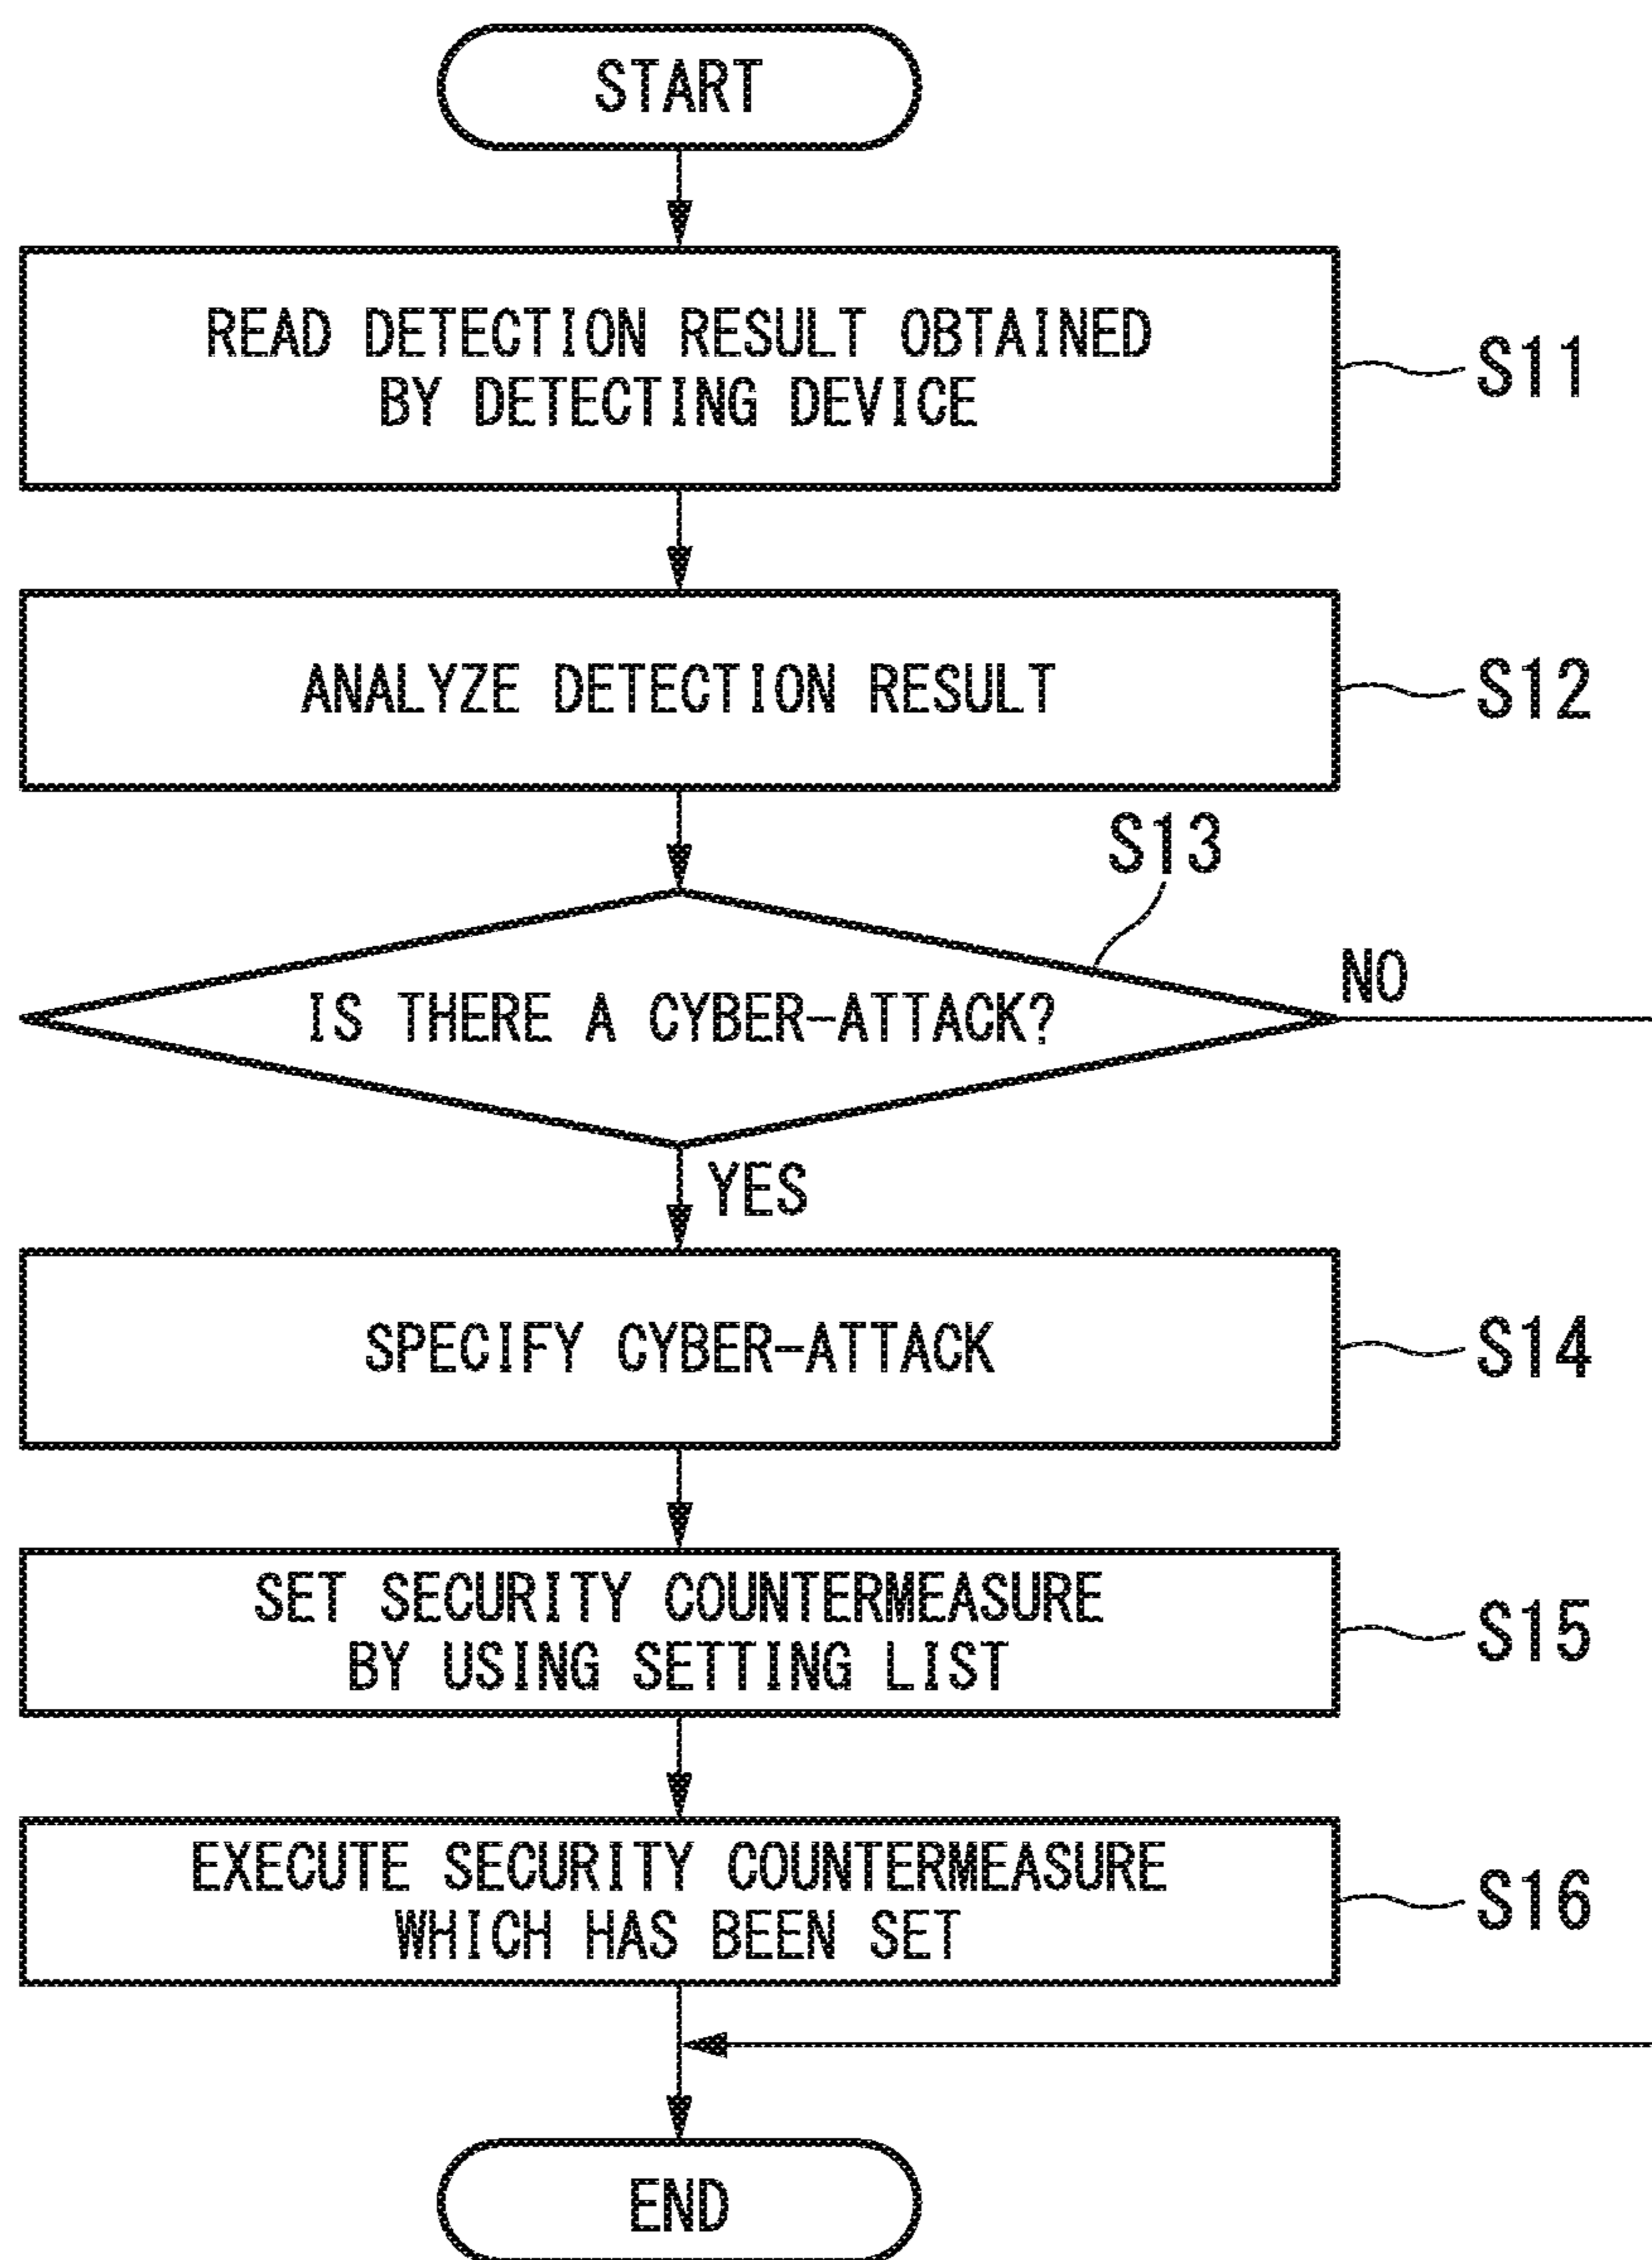 START
READ DETECTION RESULT OBTAINED
BY DETECTING DEVICE
S11
ANALYZE DETECTION RESULT
S12
S13
IS THERE A CYBER-ATTACK?
NO
YES
SPECIFY CYBER-ATTACK
S14
SET SECURITY COUNTERMEASURE
BY USING SETTING LIST
S15
EXECUTE SECURITY COUNTERMEASURE
WHICH HAS BEEN SET
S16
END